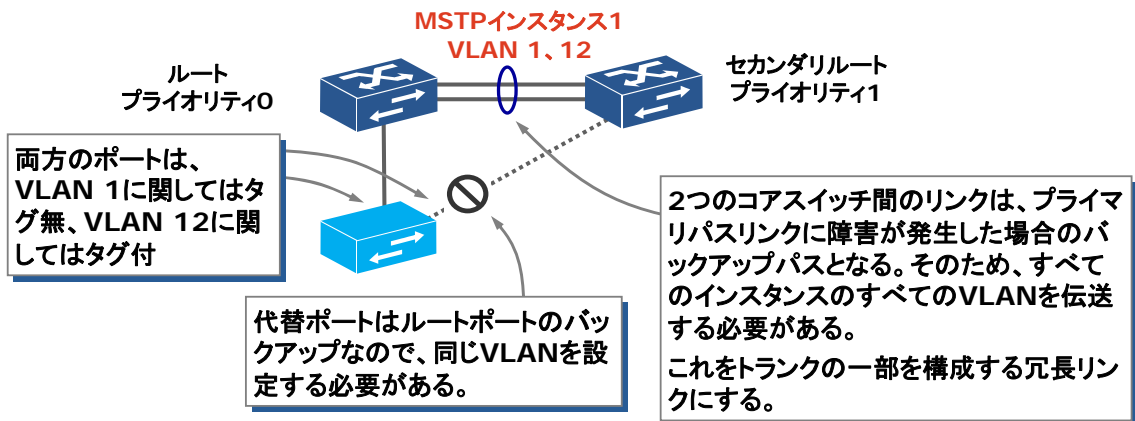 MSTPインスタンス1
VLAN 1、12
ルート
プライオリティ0
セカンダリルート
プライオリティ1
両方のポートは、
VLAN 1に関してはタ
グ無、VLAN 12に関
してはタグ付
2つのコアスイッチ間のリンクは、プライマ
リパスリンクに障害が発生した場合のバ
ックアップパスとなる。そのため、すべて
のインスタンスのすべてのVLANを伝送
する必要がある。
これをトランクの一部を構成する冗長リン
クにする。
代替ポートはルートポートのバッ
クアップなので、同じVLANを設
定する必要がある。